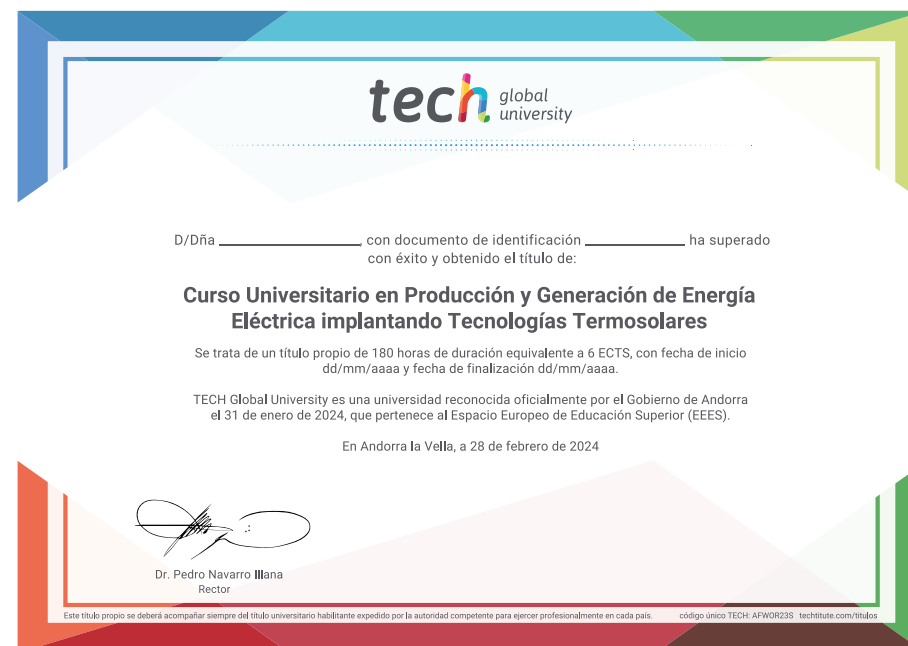 tech global university
D/Dña ______________________, con documento de identificación _______________ ha superado
con éxito y obtenido el título de:
Curso Universitario en Producción y Generación de Energía
Eléctrica implantando Tecnologías Termosolares
Se trata de un título propio de 180 horas de duración equivalente a 6 ECTS, con fecha de inicio
dd/mm/aaaa y fecha de finalización dd/mm/aaaa.
TECH Global University es una universidad reconocida oficialmente por el Gobierno de Andorra
el 31 de enero de 2024, que pertenece al Espacio Europeo de Educación Superior (EEES).
En Andorra la Vella, a 28 de febrero de 2024
Dr. Pedro Navarro Illana
Rector
Este título propio se deberá acompañar siempre del título universitario habilitante expedido por la autoridad competente para ejercer profesionalmente en cada país. código único TECH: AFWOR23S techtitute.com/titulos